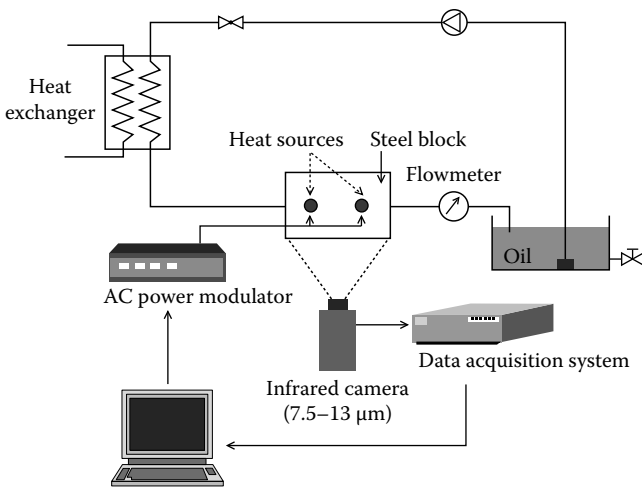 Heat
exchanger
Heat sources
Steel block
Flowmeter
Oil
AC power modulator
Data acquisition system
Infrared camera
(7.5–13 μm)